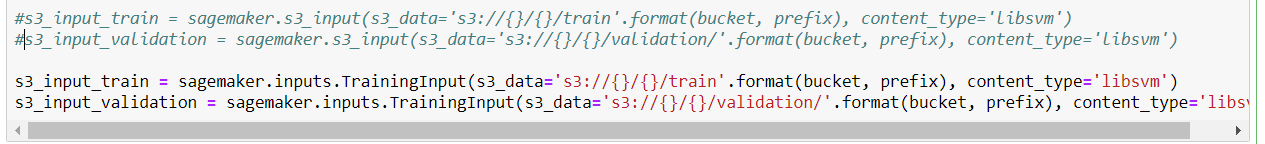 #s3_input_train = sagemaker.s3_input(s3_data='s3://{}/{}/train'.format(bucket, prefix), content_type='libsvm')
#s3_input_validation = sagemaker.s3_input(s3_data='s3://{}/{}/validation/'.format(bucket, prefix), content_type='libsvm')
s3_input_train = sagemaker.inputs.TrainingInput(s3_data='s3://{}/{}/train'.format(bucket, prefix), content_type='libsvm')
s3_input_validation = sagemaker.inputs.TrainingInput(s3_data='s3://{}/{}/validation/'.format(bucket, prefix), content_type='libs